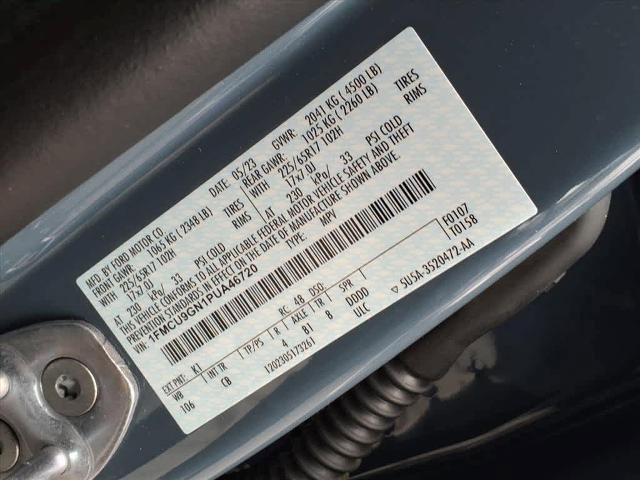 MFD BY FORD MOTOR CO. DATE: 05/23 GVWR: 2041 KG ( 4500 LB)
FRONT GAWR: 1065 KG ( 2348 LB) REAR GAWR: 1025 KG ( 2260 LB)
225/65R17 102H TIRES WITH 225/65R17 102H TIRES
17x7.0J RIMS 17x7.0J RIMS
AT 230 kPa/ 33 PSI COLD AT 230 kPa/ 33 PSI COLD
THIS VEHICLE CONFORMS TO ALL APPLICABLE FEDERAL MOTOR VEHICLE SAFETY AND THEFT
PREVENTION STANDARDS IN EFFECT ON THE DATE OF MANUFACTURE SHOWN ABOVE.
VIN: 1FMCU9GN1PUA46720 TYPE: MPV
F0107
T0158
EXT PNT: K1 RC: 48 DSO:
WB INT TR TP/PS R AXLE TR SPR
106 CB 4 B1 B DDDD
1202305173261 ULC 5U5A-3520472-AA